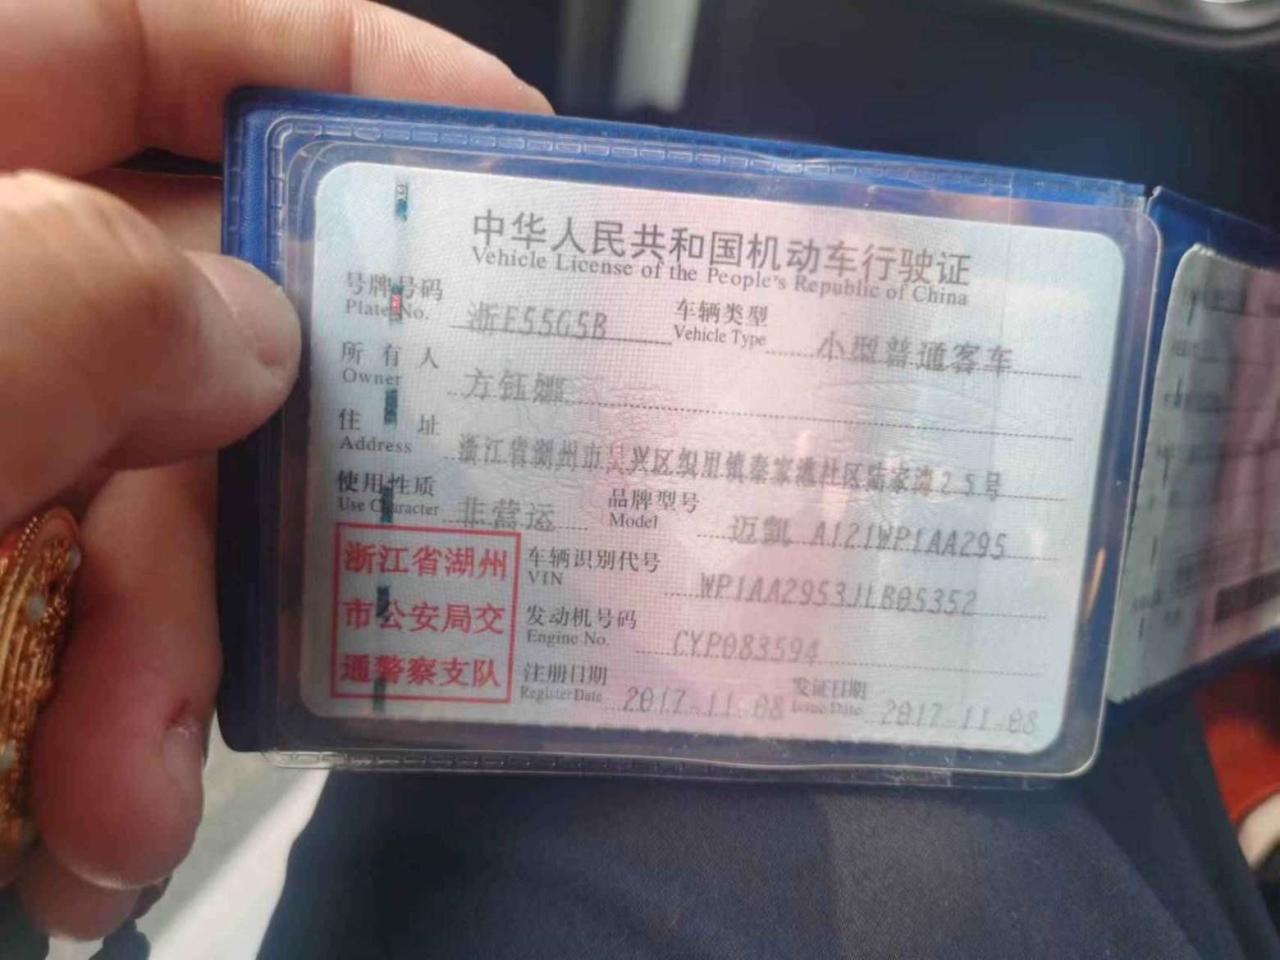 中华人民共和国机动车行驶证
Vehicle License of the People's Republic of China
号牌号码 浙E55G5B 车辆类型 小型普通客车
Plate No. Vehicle Type
所有人 方钰娜
Owner
住址 浙江省湖州市吴兴区织里镇秦家港社区陆家湾25号
Address
使用性质 非营运 品牌型号 迈凯 A121WP1AA295
Use Character Model
浙江省湖州
市公安局交
通警察支队
车辆识别代号 WP1AA2953JLB05352
VIN
发动机号码 CYP083594
Engine No.
注册日期 2017-11-08 发证日期 2017-11-08
Register Date Issue Date